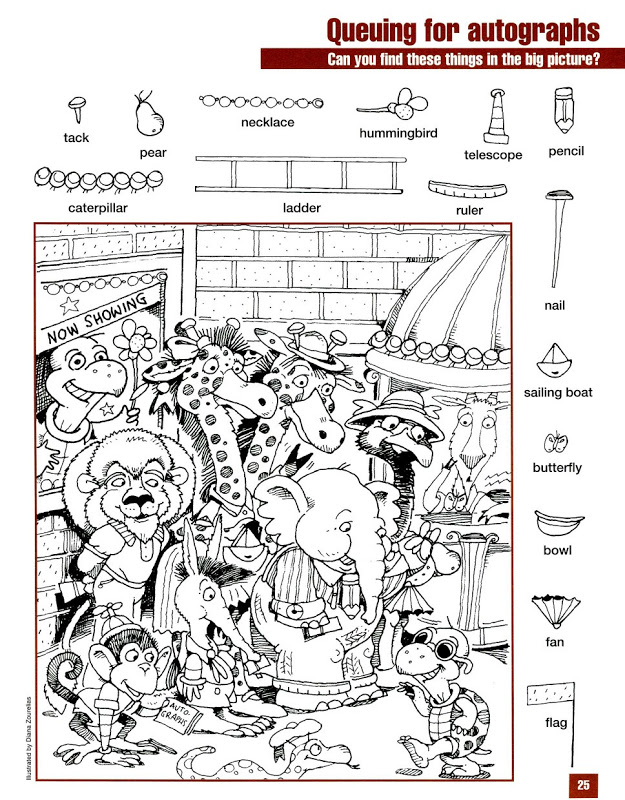 Queuing for autographs
Can you find these things in the big picture?
tack
pear
necklace
hummingbird
telescope
pencil
caterpillar
ladder
ruler
nail
NOW SHOWING
sailing boat
butterfly
bowl
fan
flag
AUTO-
GRAPHS
Illustrated by Diana Zourelias
25